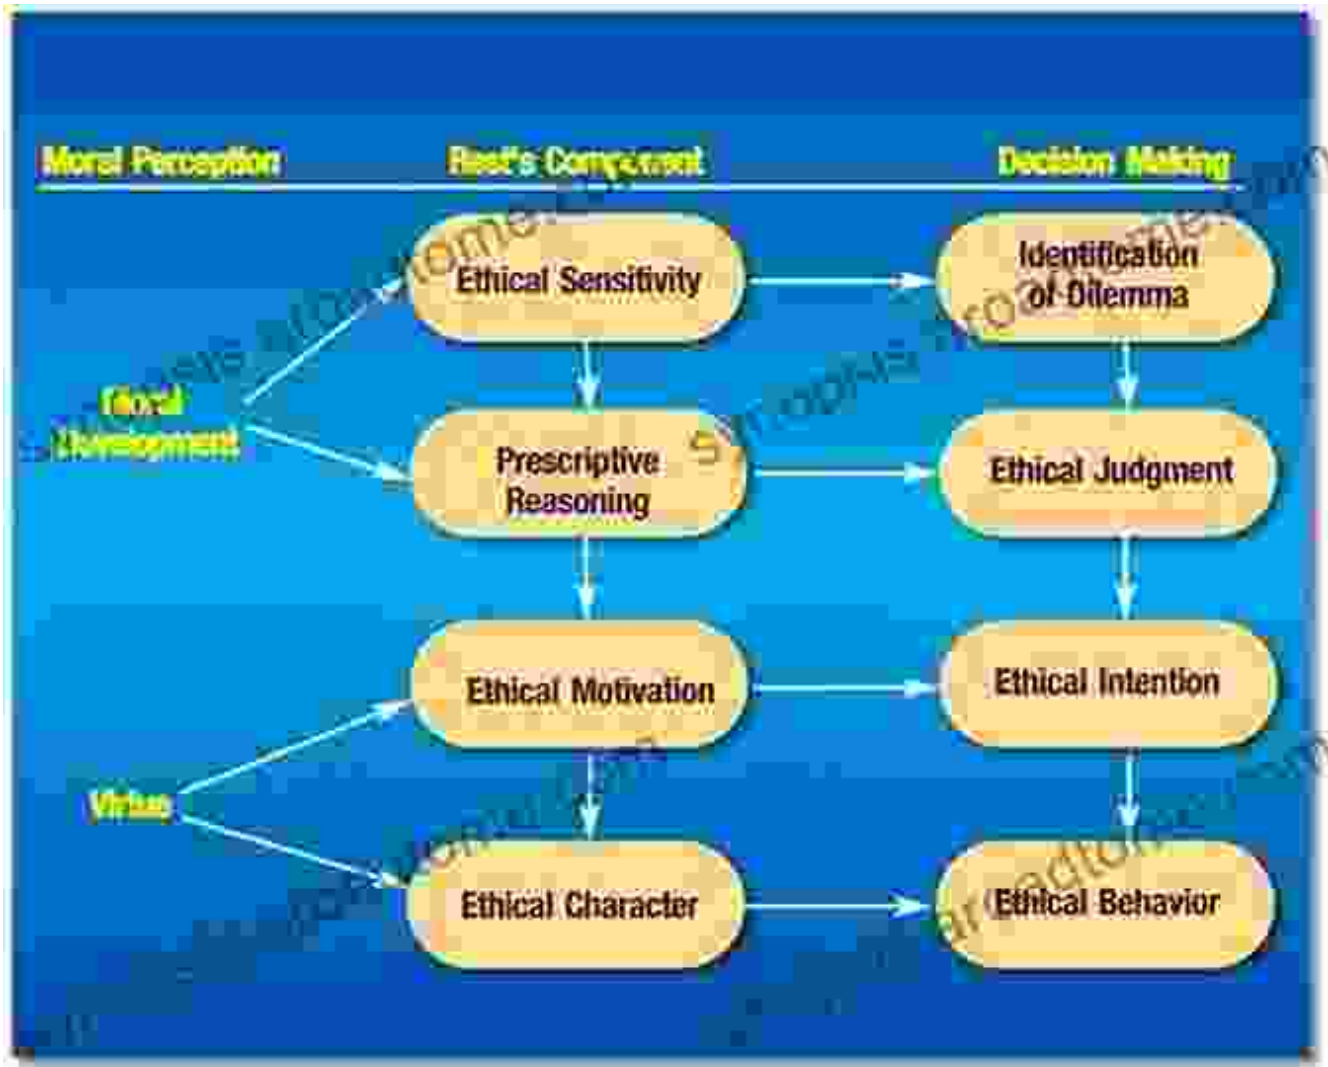 Moral Perception
Rest's Component
Decision Making
Ethical Sensitivity
Identification
of Dilemma
Moral
Development
Prescriptive
Reasoning
Ethical Judgment
Ethical Motivation
Ethical Intention
Virtue
Ethical Character
Ethical Behavior